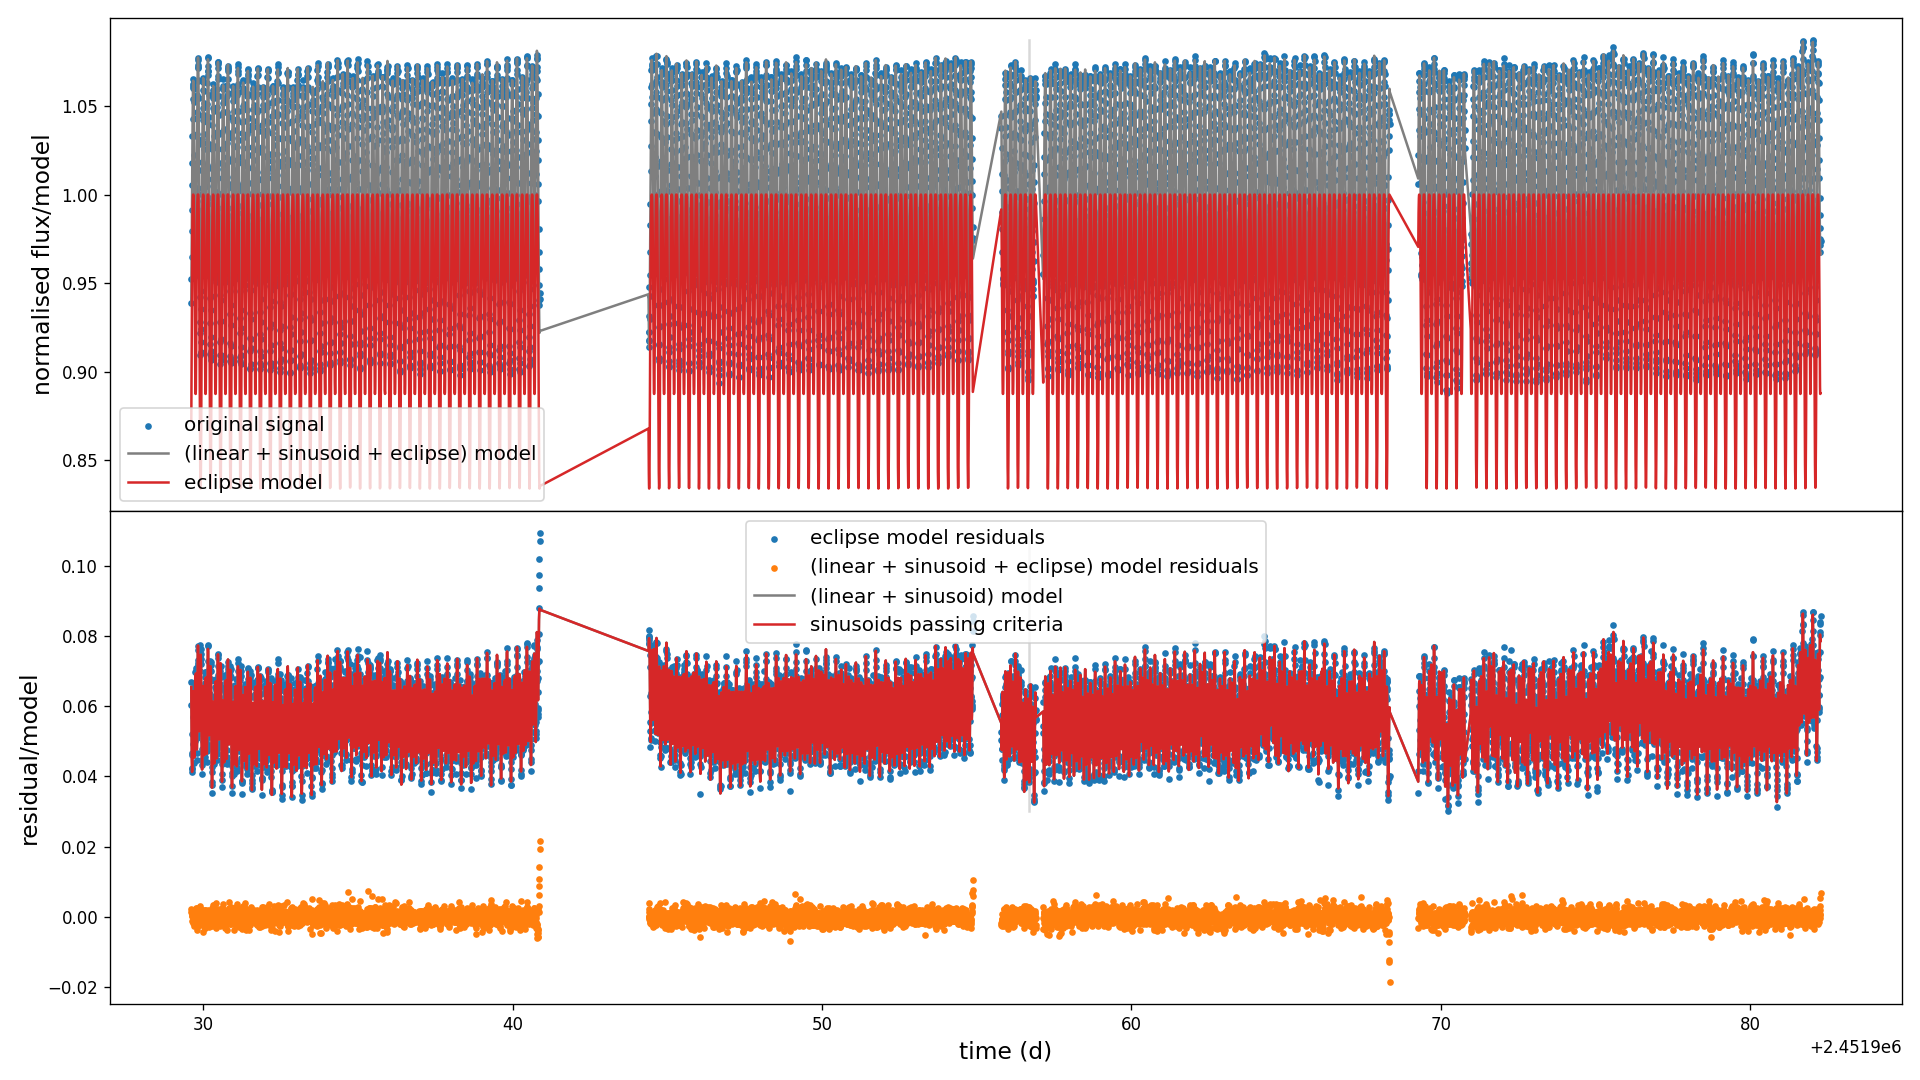 normalised flux/model
1.05
1.00
0.95
0.90
0.85
original signal
(linear + sinusoid + eclipse) model
eclipse model
residual/model
0.10
0.08
0.06
0.04
0.02
0.00
−0.02
eclipse model residuals
(linear + sinusoid + eclipse) model residuals
(linear + sinusoid) model
sinusoids passing criteria
30 40 50 60 70 80
time (d)
+2.4519e6